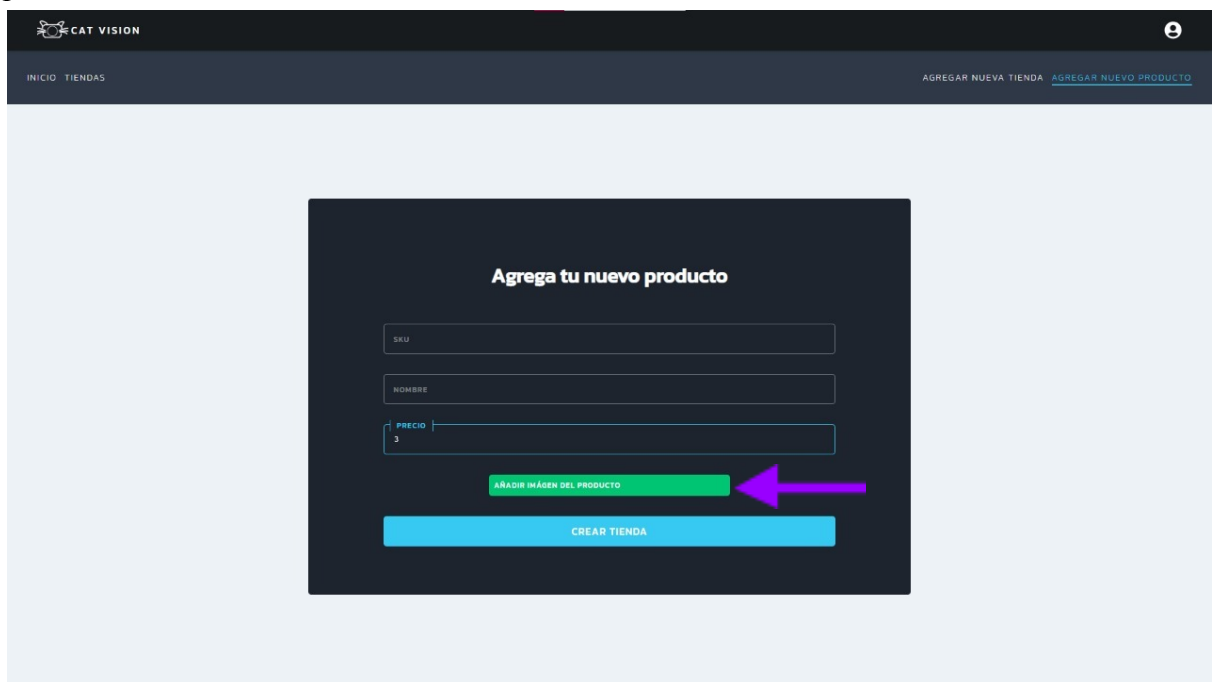 CAT VISION
INICIO TIENDAS
AGREGAR NUEVA TIENDA AGREGAR NUEVO PRODUCTO
Agrega tu nuevo producto
SKU
NOMBRE
PRECIO
3
AÑADIR IMÁGEN DEL PRODUCTO
CREAR TIENDA